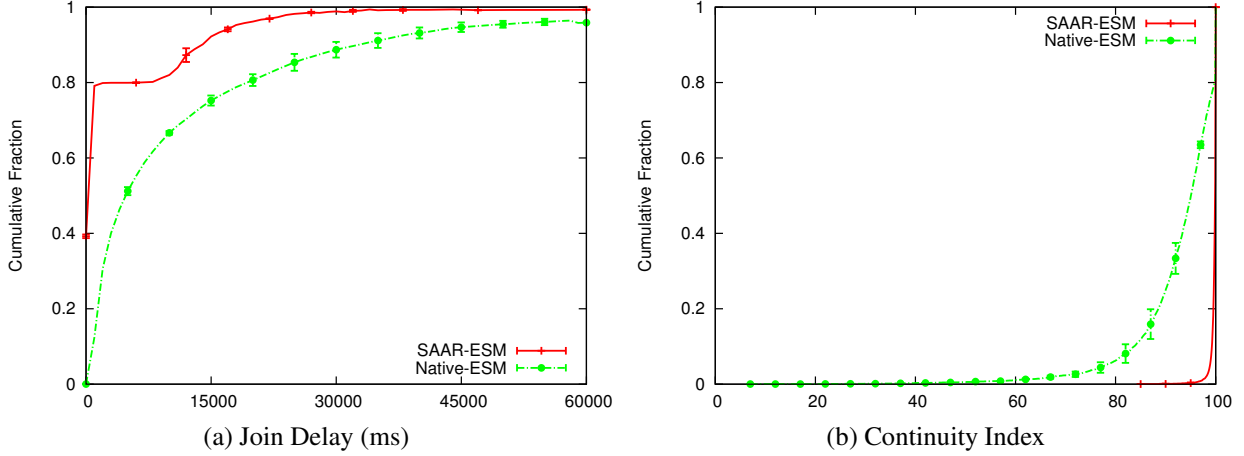 Cumulative Fraction
1
0.8
0.6
0.4
0.2
0
0 15000 30000 45000 60000
SAAR-ESM
Native-ESM
(a) Join Delay (ms)
Cumulative Fraction
1
0.8
0.6
0.4
0.2
0
0 20 40 60 80 100
SAAR-ESM
Native-ESM
(b) Continuity Index